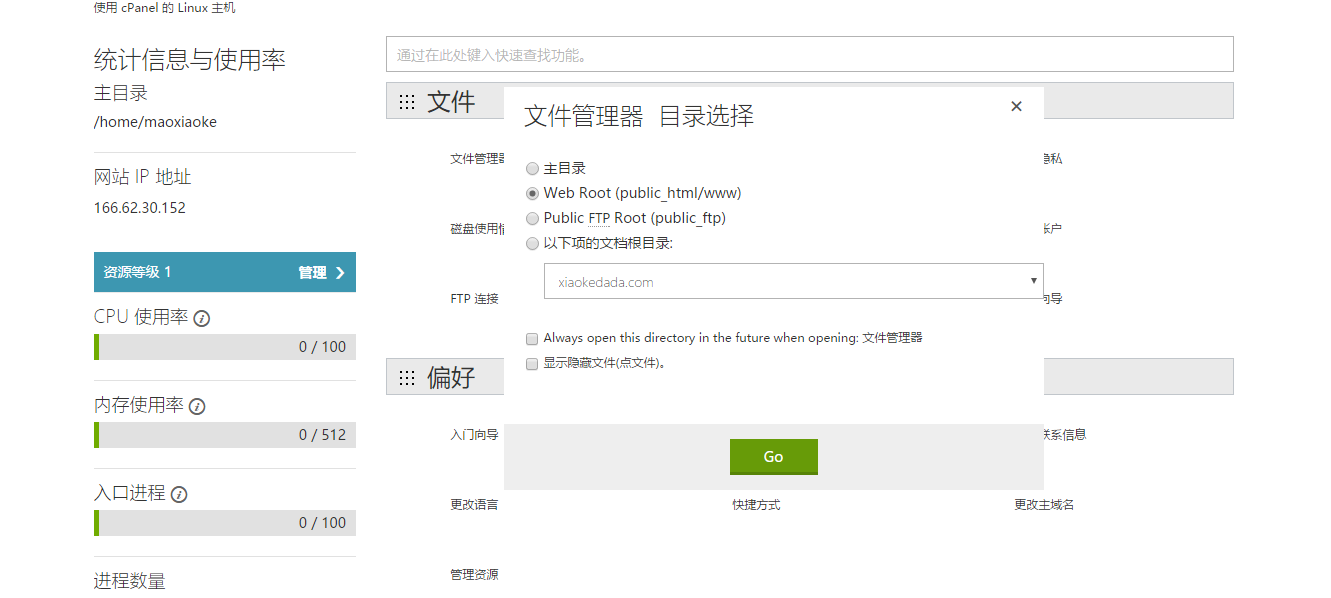 使用 cPanel 的 Linux 主机
统计信息与使用率
主目录
/home/maoxiaoke
网站 IP 地址
166.62.30.152
资源等级 1 管理
CPU 使用率
0 / 100
内存使用率
0 / 512
入口进程
0 / 100
进程数量
通过在此处键入快速查找功能。
文件
文件管理器 目录选择
主目录
Web Root (public_html/www)
Public FTP Root (public_ftp)
以下项的文档根目录:
xiaokedada.com
Always open this directory in the future when opening: 文件管理器
显示隐藏文件(点文件)。
Go
文件管理
磁盘使用
FTP 连接
向导
偏好
入门向导
联系信息
更改语言
快捷方式
更改主域名
管理资源